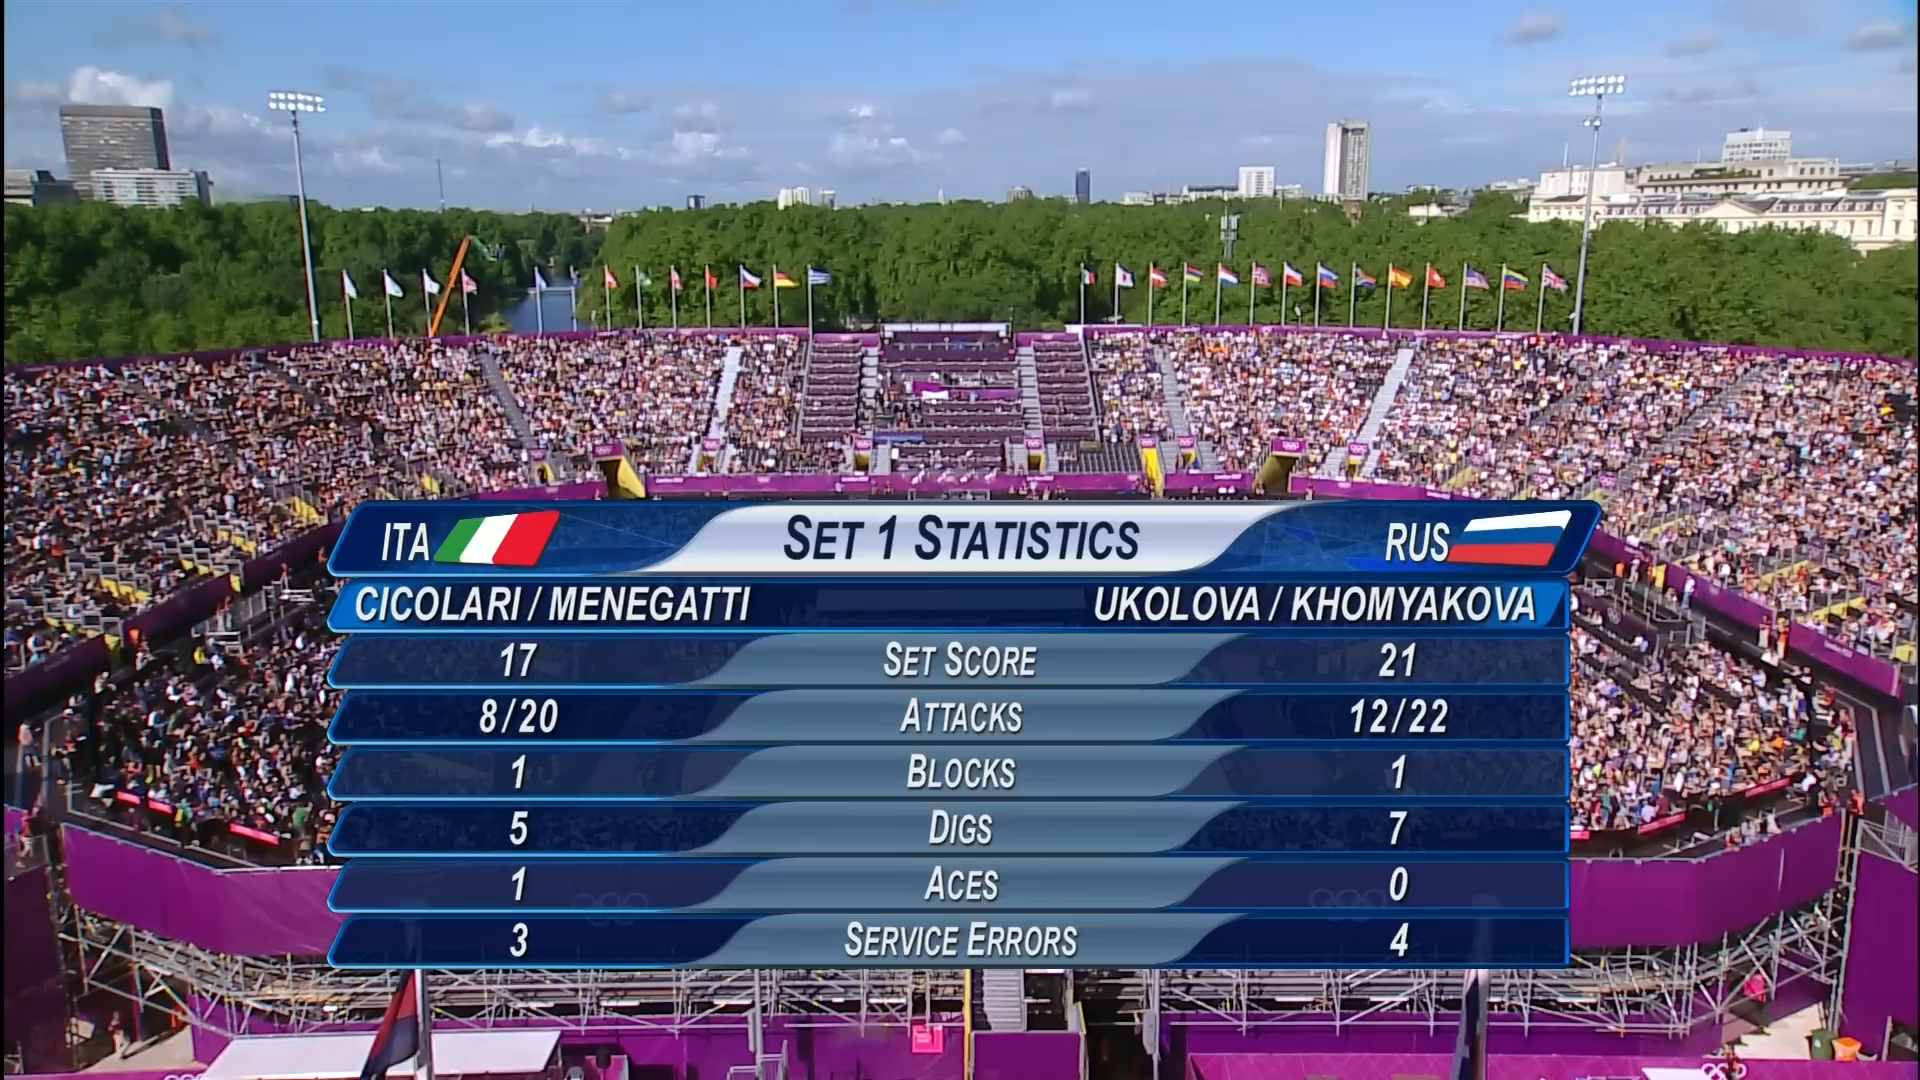 ITA SET 1 STATISTICS RUS
CICOLARI / MENEGATTI UKOLOVA / KHOMYAKOVA
17 SET SCORE 21
8/20 ATTACKS 12/22
1 BLOCKS 1
5 DIGS 7
1 ACES 0
3 SERVICE ERRORS 4